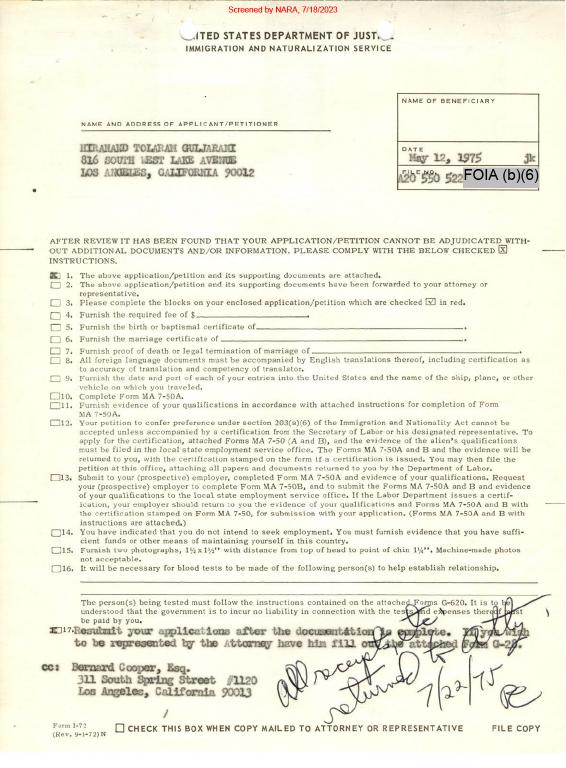 Screened by NARA, 7/18/2023
UNITED STATES DEPARTMENT OF JUSTICE
IMMIGRATION AND NATURALIZATION SERVICE
NAME OF BENEFICIARY
NAME AND ADDRESS OF APPLICANT/PETITIONER
HIRANAND TOLARAM GULJARANI
816 SOUTH WEST LAKE AVENUE
LOS ANGELES, CALIFORNIA 90012
DATE
May 12, 1975 jk
FILE NO.
A20 550 522 FOIA (b)(6)
AFTER REVIEW IT HAS BEEN FOUND THAT YOUR APPLICATION/PETITION CANNOT BE ADJUDICATED WITH-
OUT ADDITIONAL DOCUMENTS AND/OR INFORMATION. PLEASE COMPLY WITH THE BELOW CHECKED X
INSTRUCTIONS.
X 1. The above application/petition and its supporting documents are attached.
2. The above application/petition and its supporting documents have been forwarded to your attorney or
representative.
3. Please complete the blocks on your enclosed application/petition which are checked ✓ in red.
4. Furnish the required fee of $
5. Furnish the birth or baptismal certificate of
6. Furnish the marriage certificate of
7. Furnish proof of death or legal termination of marriage of
8. All foreign language documents must be accompanied by English translations thereof, including certification as
to accuracy of translation and competency of translator.
9. Furnish the date and port of each of your entries into the United States and the name of the ship, plane, or other
vehicle on which you traveled.
10. Complete Form MA 7-50A.
11. Furnish evidence of your qualifications in accordance with attached instructions for completion of Form
MA 7-50A.
12. Your petition to confer preference under section 203(a)(6) of the Immigration and Nationality Act cannot be
accepted unless accompanied by a certification from the Secretary of Labor or his designated representative. To
apply for the certification, attached Forms MA 7-50 (A and B), and the evidence of the alien's qualifications
must be filed in the local state employment service office. The Forms MA 7-50A and B and the evidence will be
returned to you, with the certification stamped on the form if a certification is issued. You may then file the
petition at this office, attaching all papers and documents returned to you by the Department of Labor.
13. Submit to your (prospective) employer, completed Form MA 7-50A and evidence of your qualifications. Request
your (prospective) employer to complete Form MA 7-50B, and to submit the Forms MA 7-50A and B and evidence
of your qualifications to the local state employment service office. If the Labor Department issues a certif-
ication, your employer should return to you the evidence of your qualifications and Forms MA 7-50A and B with
the certification stamped on Form MA 7-50, for submission with your application. (Forms MA 7-50A and B with
instructions are attached.)
14. You have indicated that you do not intend to seek employment. You must furnish evidence that you have suffi-
cient funds or other means of maintaining yourself in this country.
15. Furnish two photographs, 1½ x 1½" with distance from top of head to point of chin 1¼". Machine-made photos
not acceptable.
16. It will be necessary for blood tests to be made of the following person(s) to help establish relationship.
The person(s) being tested must follow the instructions contained on the attached Forms G-620. It is to be
understood that the government is to incur no liability in connection with the tests and expenses thereof must
be paid by you.
X 17. Resubmit your applications after the documentation is complete. If you wish
to be represented by the Attorney have him fill out the attached Form G-28.
cc: Bernard Cooper, Esq.
311 South Spring Street #1120
Los Angeles, California 90013
returned to
7/22/75
Form I-72
(Rev. 9-1-72) N
CHECK THIS BOX WHEN COPY MAILED TO ATTORNEY OR REPRESENTATIVE
FILE COPY